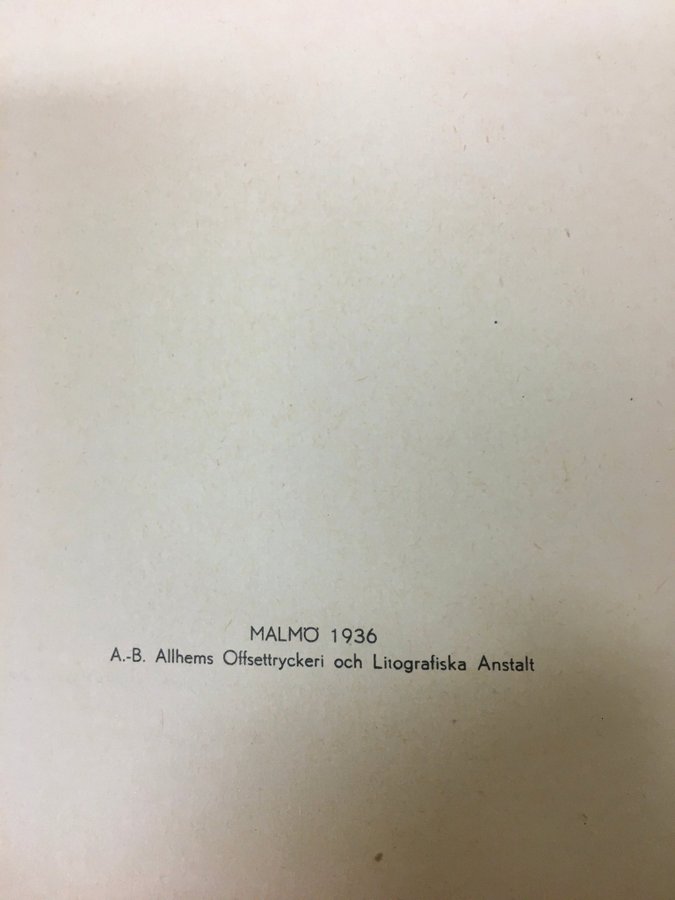 MALMÖ 1936
A.-B. Allhems Offsettryckeri och Litografiska Anstalt